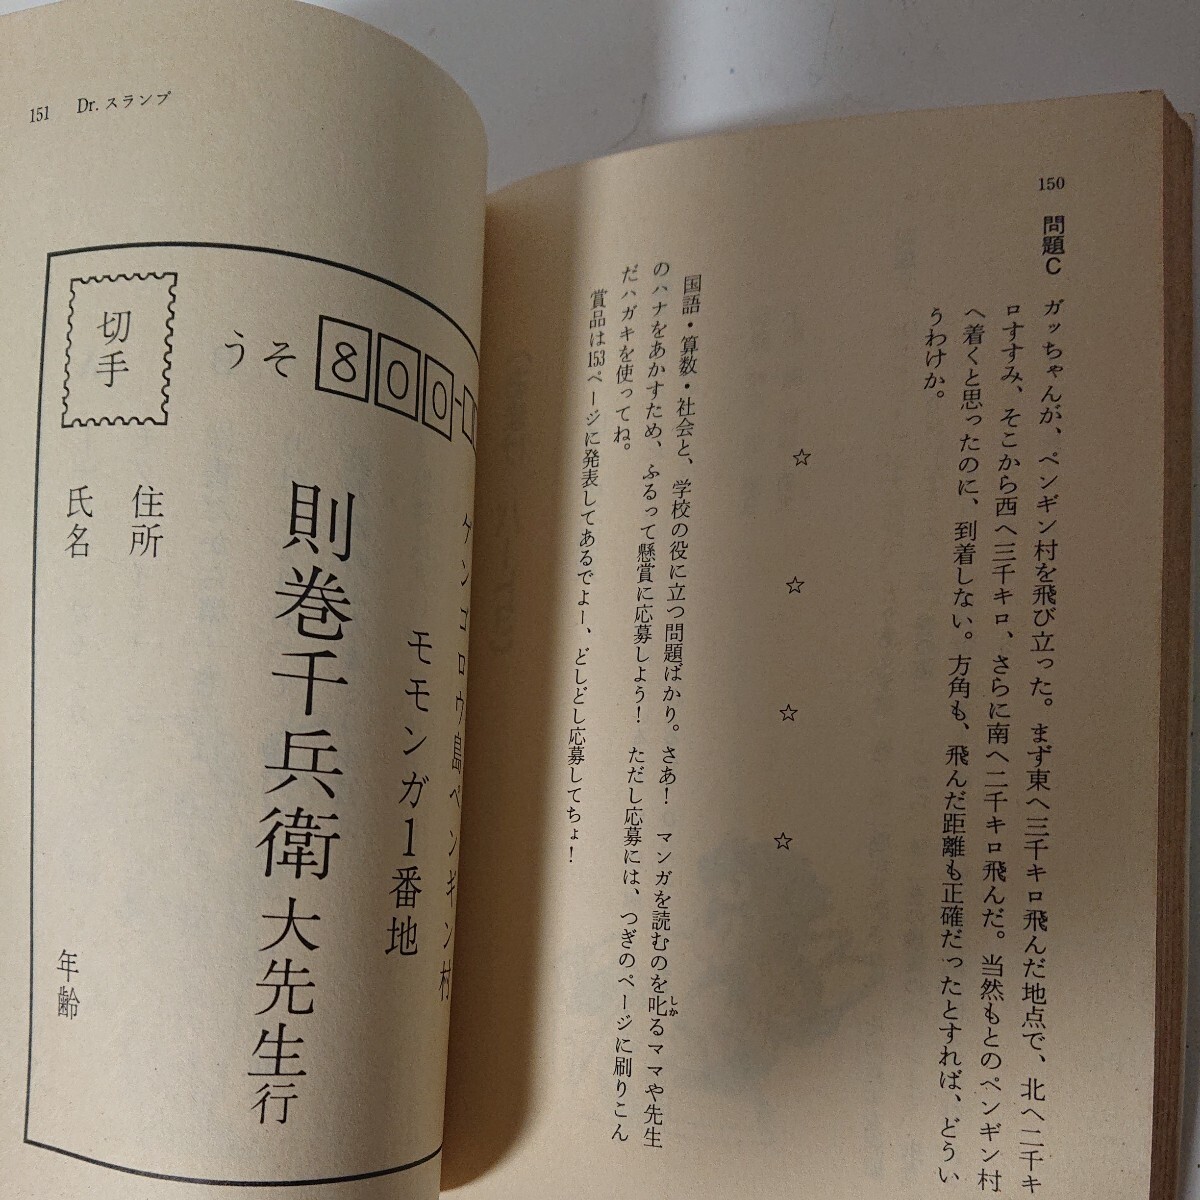 150
問題C
ガッちゃんが、ペンギン村を飛び立った。まず東へ三千キロ飛んだ地点で、北へ二千キ
ロすすみ、そこから西へ三千キロ、さらに南へ二千キロ飛んだ。当然もとのペンギン村
へ着くと思ったのに、到着しない。方角も、飛んだ距離も正確だったとすれば、どうい
うわけか。
☆ ☆ ☆ ☆
国語・算数・社会と、学校の役に立つ問題ばかり。さあ！ マンガを読むのを叱るママや先生
しか
のハナをあかすため、ふるって懸賞に応募しよう！ ただし応募には、つぎのページに刷りこん
だハガキを使ってね。
賞品は153ページに発表してあるでよー、どしどし応募してちょ！
151 Dr.スランプ
うそ 800-
ゲンゴロウ島ペンギン村
モモンガ1番地
則巻千兵衛大先生行
切手
住所
氏名
年齢